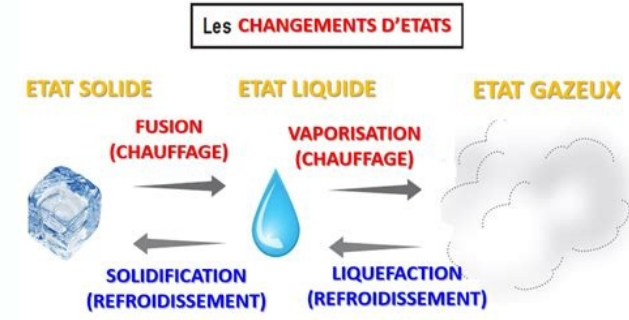 Les CHANGEMENTS D'ETATS
ETAT SOLIDE
ETAT LIQUIDE
ETAT GAZEUX
FUSION
(CHAUFFAGE)
VAPORISATION
(CHAUFFAGE)
SOLIDIFICATION
(REFROIDISSEMENT)
LIQUEFACTION
(REFROIDISSEMENT)